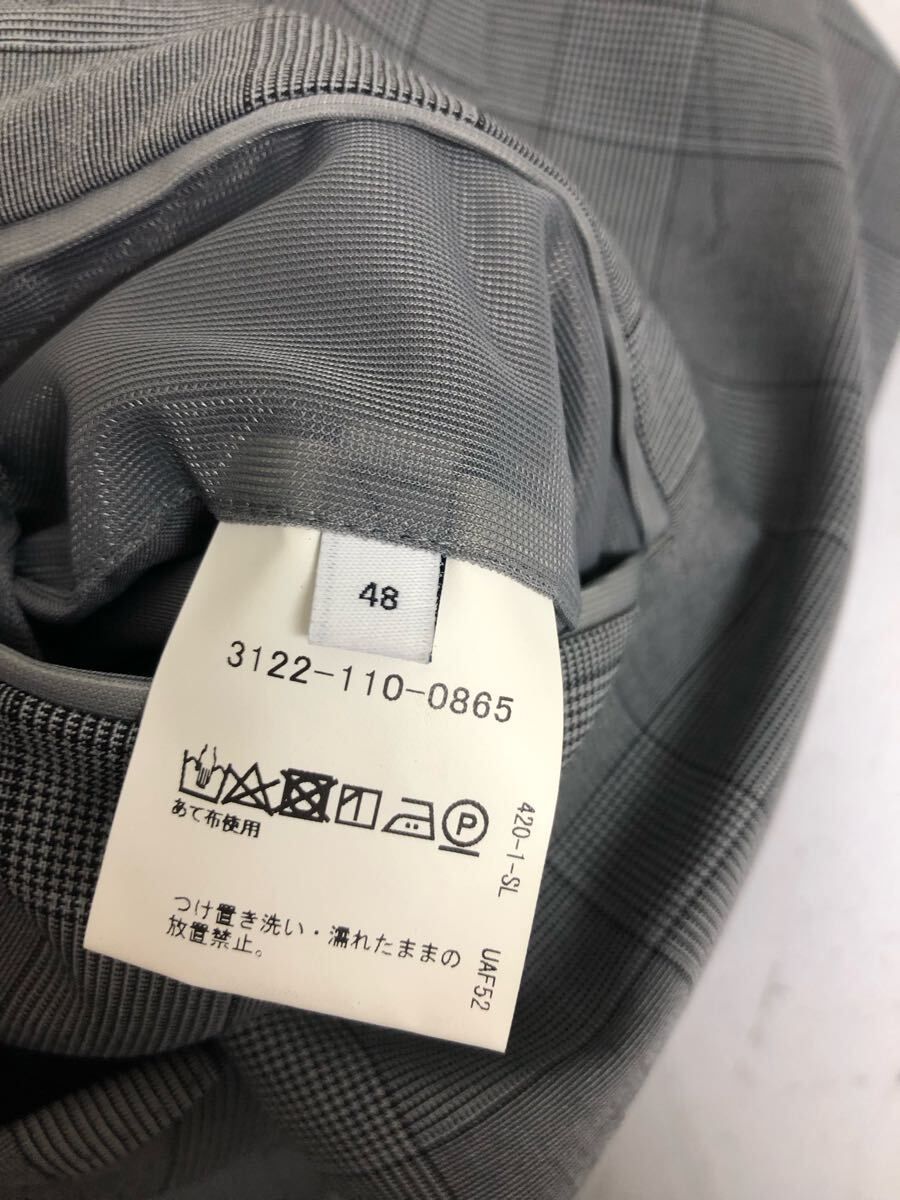 48
3122-110-0865
P
あて布使用
つけ置き洗い・濡れたままの
放置禁止。
420-1-SL
UAF52